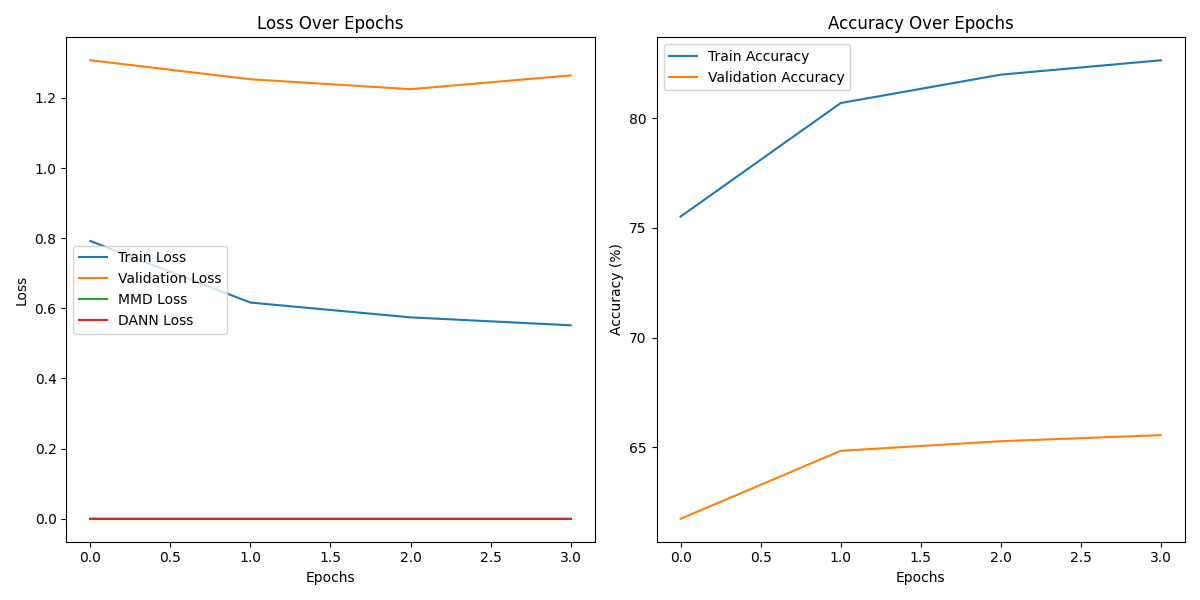 Loss Over Epochs
Loss
1.2
1.0
0.8
0.6
0.4
0.2
0.0
Train Loss
Validation Loss
MMD Loss
DANN Loss
0.0 0.5 1.0 1.5 2.0 2.5 3.0
Epochs
Accuracy Over Epochs
Accuracy (%)
80
75
70
65
Train Accuracy
Validation Accuracy
0.0 0.5 1.0 1.5 2.0 2.5 3.0
Epochs